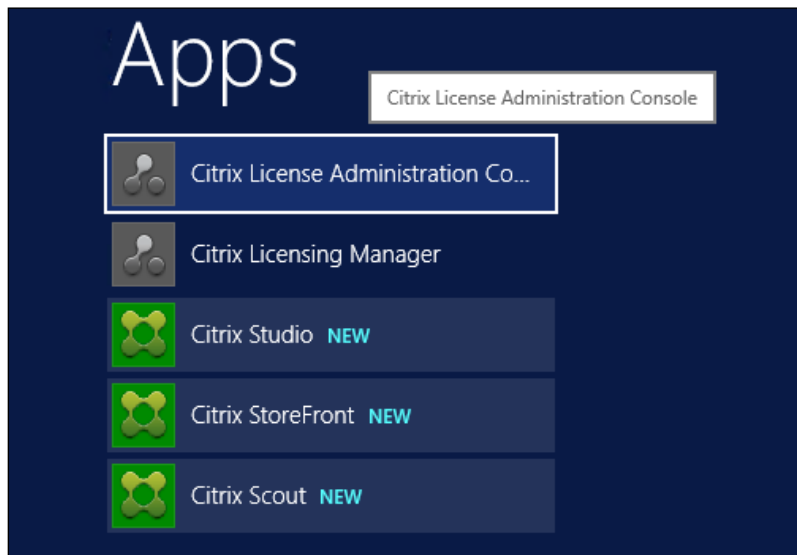 Apps
Citrix License Administration Console
Citrix License Administration Co...
Citrix Licensing Manager
Citrix Studio NEW
Citrix StoreFront NEW
Citrix Scout NEW